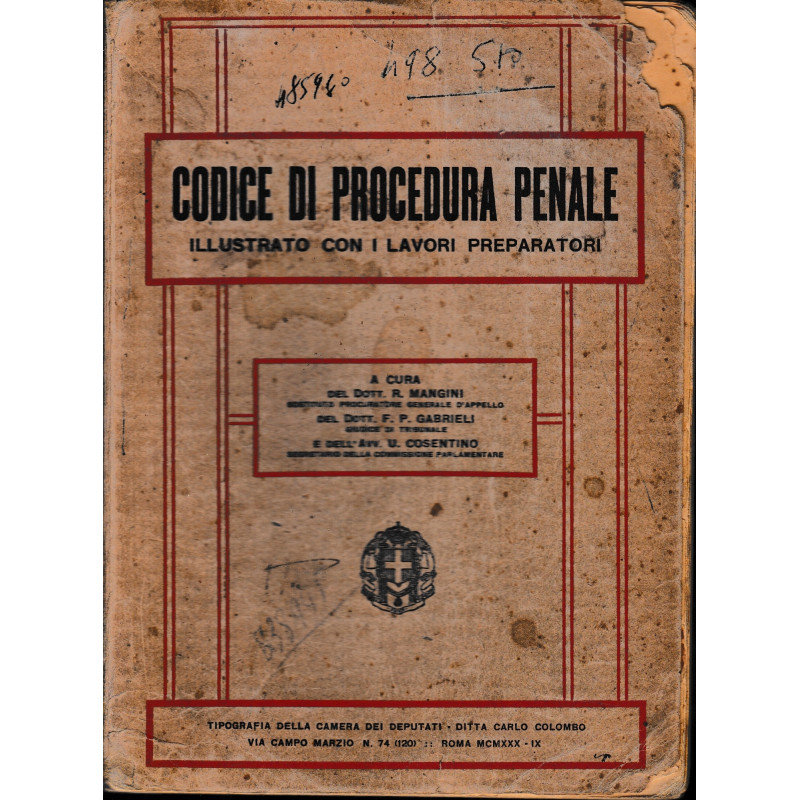 498
CODICE DI PROCEDURA PENALE
ILLUSTRATO CON I LAVORI PREPARATORI
A CURA
DEL DOTT. R. MANGINI
SOSTITUTO PROCURATORE GENERALE D'APPELLO
DEL DOTT. F. P. GABRIELI
GIUDICE DI TRIBUNALE
E DELL'AVV. U. COSENTINO
SEGRETARIO DELLA COMMISSIONE PARLAMENTARE
TIPOGRAFIA DELLA CAMERA DEI DEPUTATI - DITTA CARLO COLOMBO
VIA CAMPO MARZIO N. 74 (120) :: ROMA MCMXXX - IX